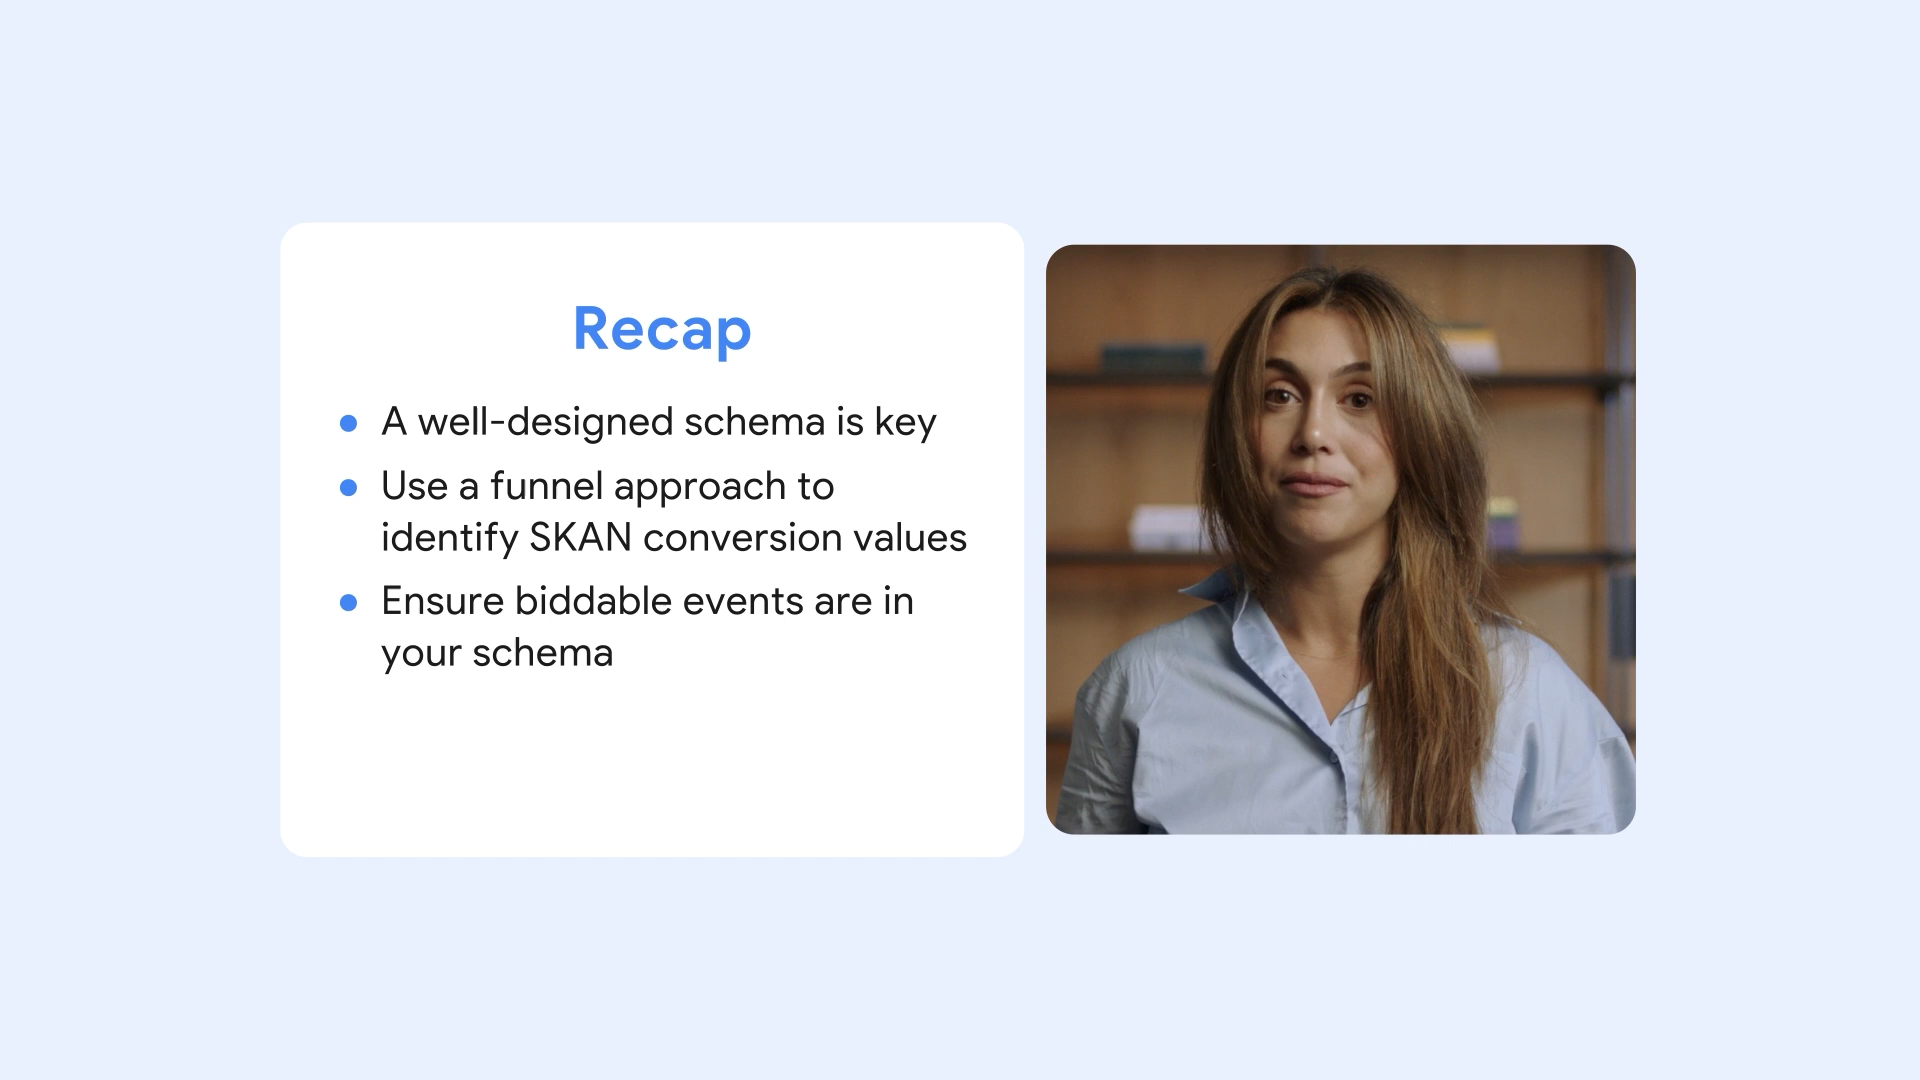 Recap
A well-designed schema is key
Use a funnel approach to
identify SKAN conversion values
Ensure biddable events are in
your schema